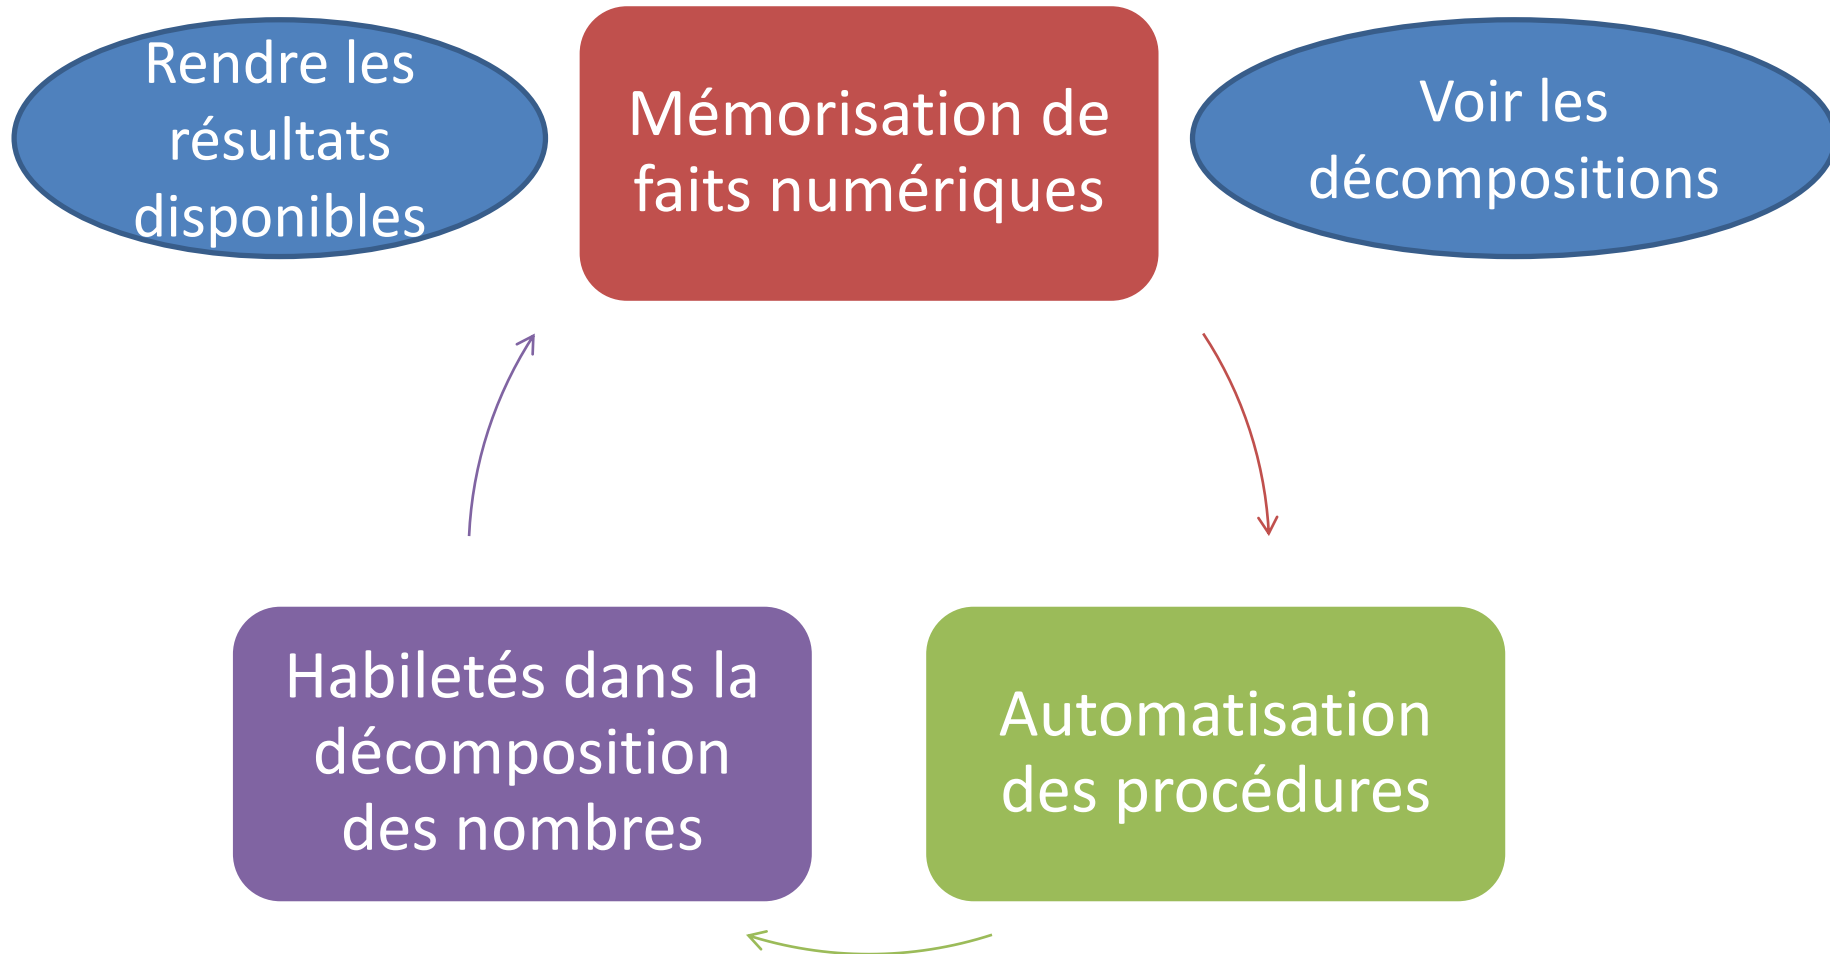 Rendre les
résultats
disponibles
Mémorisation de
faits numériques
Voir les
décompositions
Habiletés dans la
décomposition
des nombres
Automatisation
des procédures